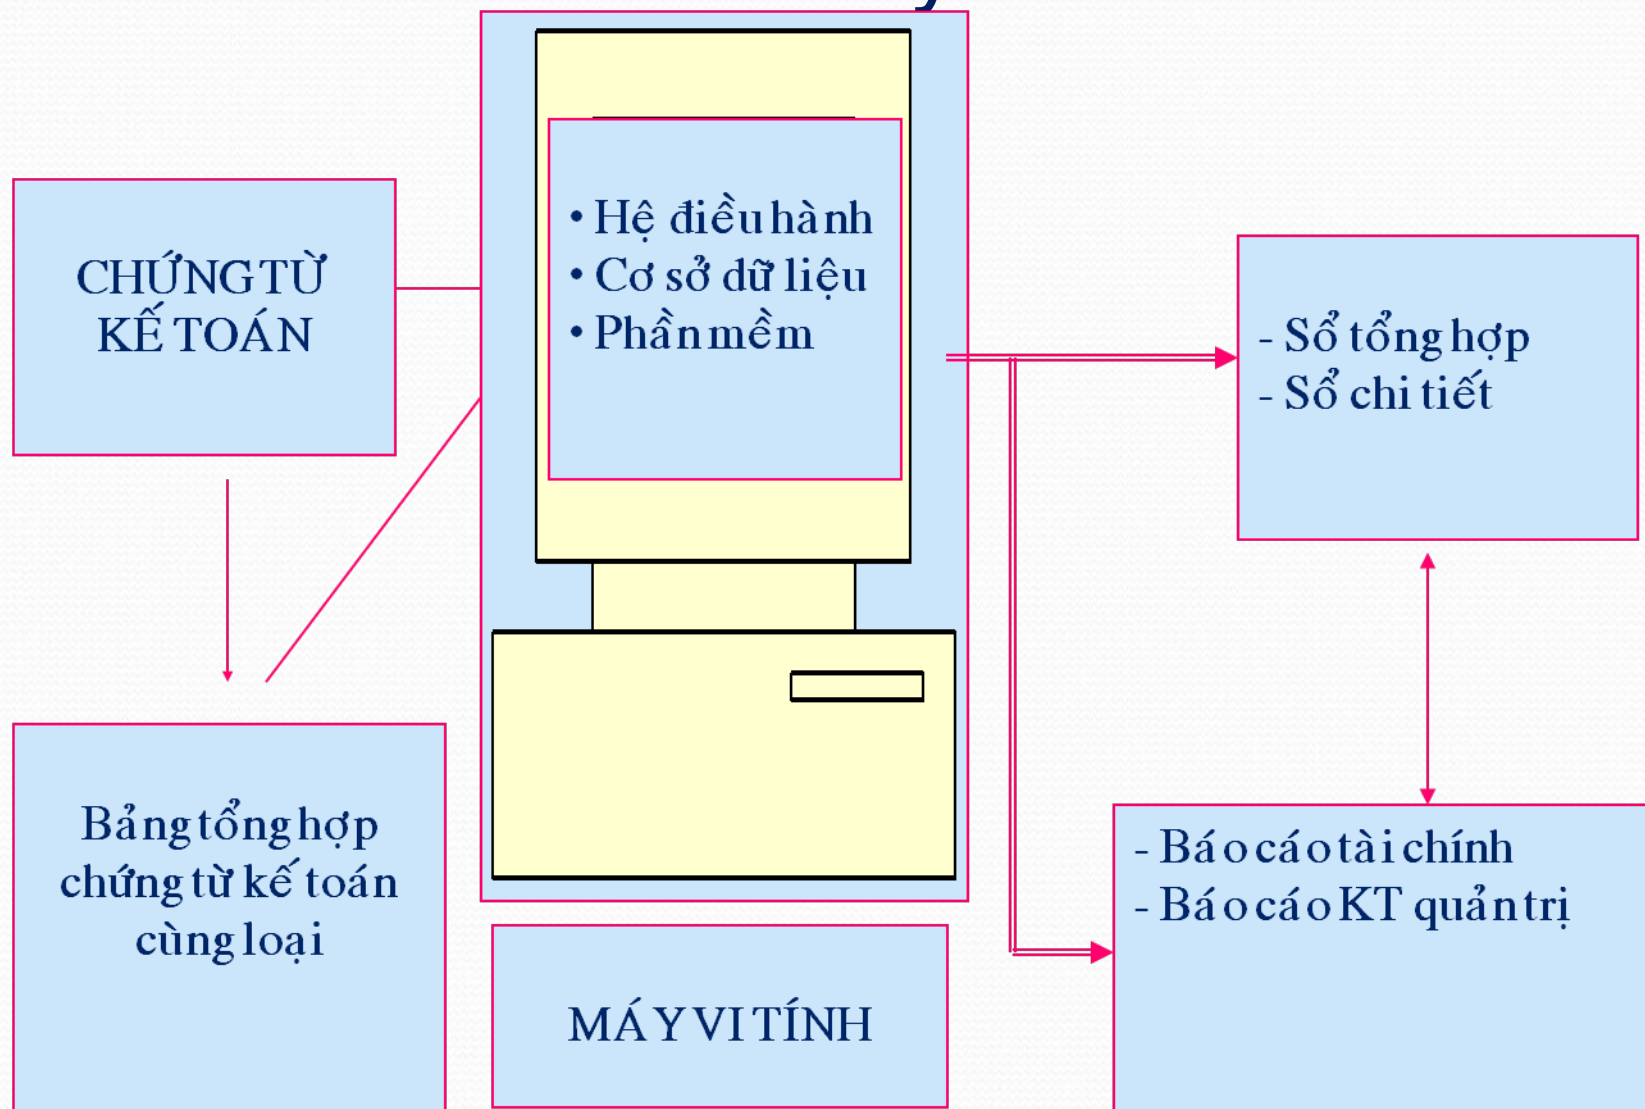 CHỨNG TỪ
KẾ TOÁN
• Hệ điều hành
• Cơ sở dữ liệu
• Phần mềm
- Sổ tổng hợp
- Sổ chi tiết
Bảng tổng hợp
chứng từ kế toán
cùng loại
MÁY VI TÍNH
- Báo cáo tài chính
- Báo cáo KT quản trị